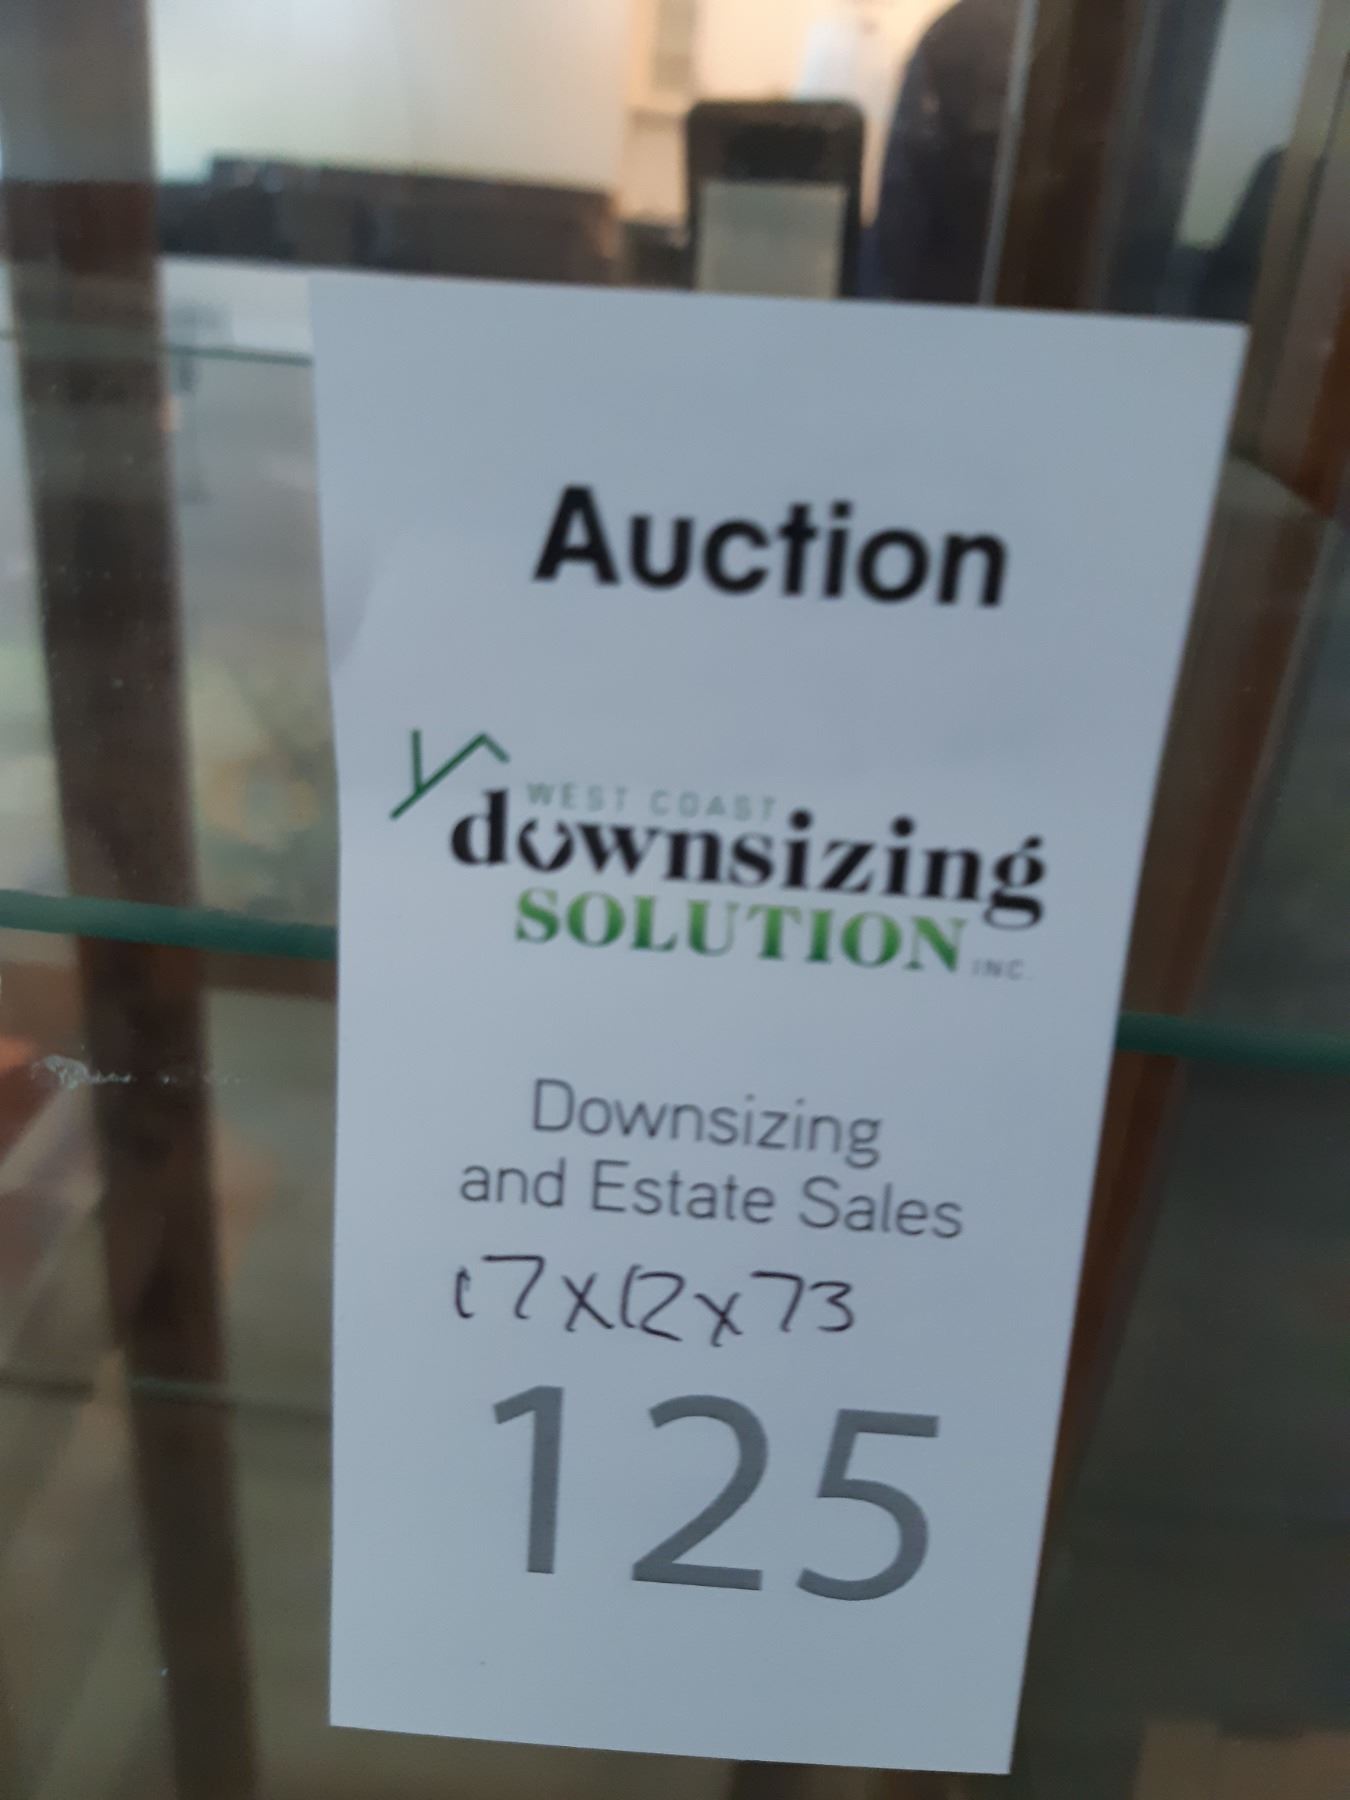 Auction
WEST COAST
downsizing
SOLUTION INC.
Downsizing
and Estate Sales
17x12x73
125